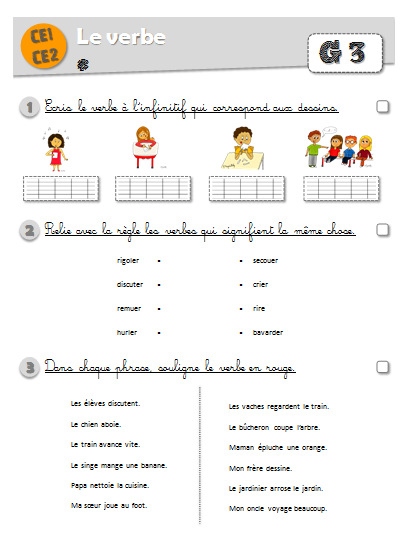 CE1
CE2
Le verbe
e
G 3
1 Ecris le verbe à l'infinitif qui correspond aux dessins.
2 Relie avec la règle les verbes qui signifient la même chose.
rigoler • • secouer
discuter • • crier
remuer • • rire
hurler • • bavarder
3 Dans chaque phrase, souligne le verbe en rouge.
Les élèves discutent.
Le chien aboie.
Le train avance vite.
Le singe mange une banane.
Papa nettoie la cuisine.
Ma sœur joue au foot.
Les vaches regardent le train.
Le bûcheron coupe l'arbre.
Maman épluche une orange.
Mon frère dessine.
Le jardinier arrose le jardin.
Mon oncle voyage beaucoup.